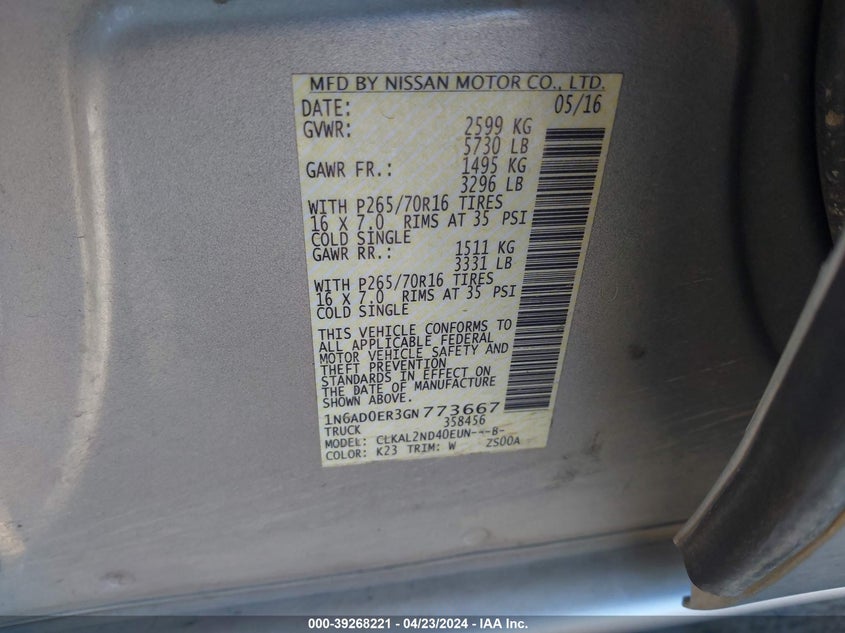 MFD BY NISSAN MOTOR CO., LTD.
DATE: 05/16
GVWR: 2599 KG
5730 LB
GAWR FR.: 1495 KG
3296 LB
WITH P265/70R16 TIRES
16 X 7.0 RIMS AT 35 PSI
COLD SINGLE
GAWR RR.: 1511 KG
3331 LB
WITH P265/70R16 TIRES
16 X 7.0 RIMS AT 35 PSI
COLD SINGLE
THIS VEHICLE CONFORMS TO
ALL APPLICABLE FEDERAL
MOTOR VEHICLE SAFETY AND
THEFT PREVENTION
STANDARDS IN EFFECT ON
THE DATE OF MANUFACTURE
SHOWN ABOVE.
1N6AD0ER3GN773667
TRUCK 358456
MODEL: CLKAL2ND40EUN---B-
COLOR: K23 TRIM: W ZS00A
000-39268221 - 04/23/2024 - IAA Inc.